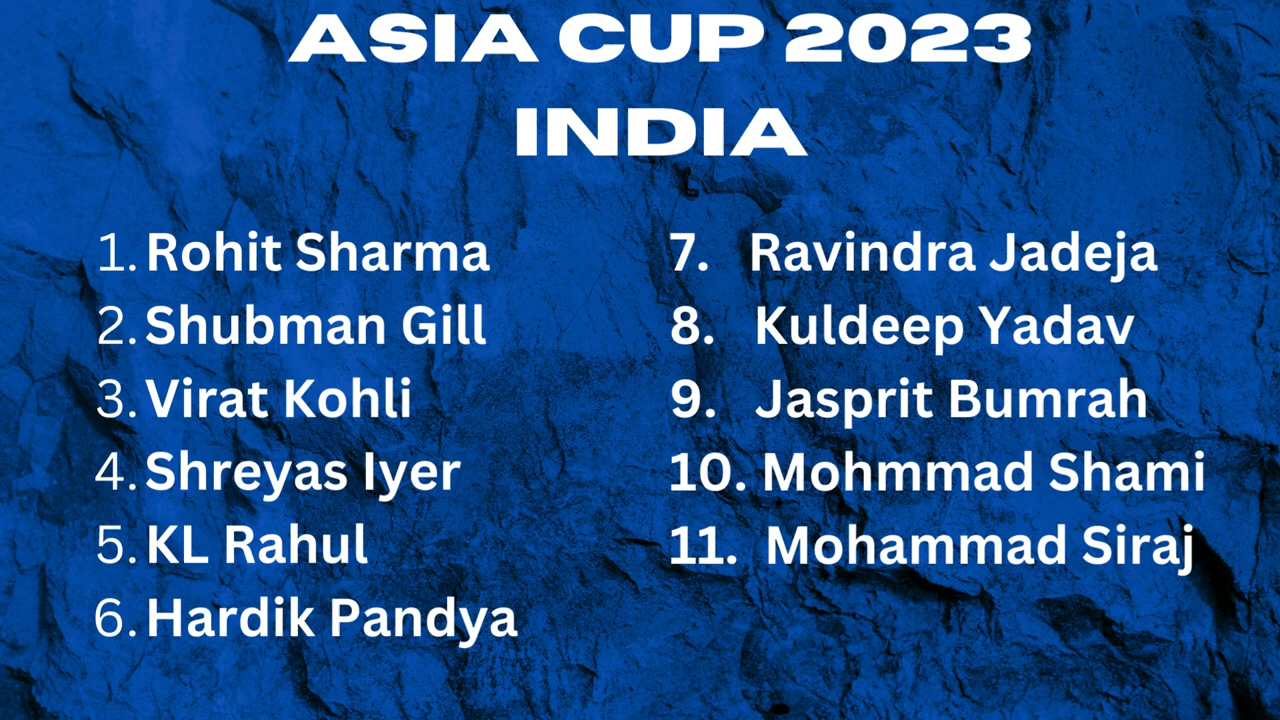 ASIA CUP 2023
INDIA
1. Rohit Sharma
2. Shubman Gill
3. Virat Kohli
4. Shreyas Iyer
5. KL Rahul
6. Hardik Pandya
7. Ravindra Jadeja
8. Kuldeep Yadav
9. Jasprit Bumrah
10. Mohmmad Shami
11. Mohammad Siraj